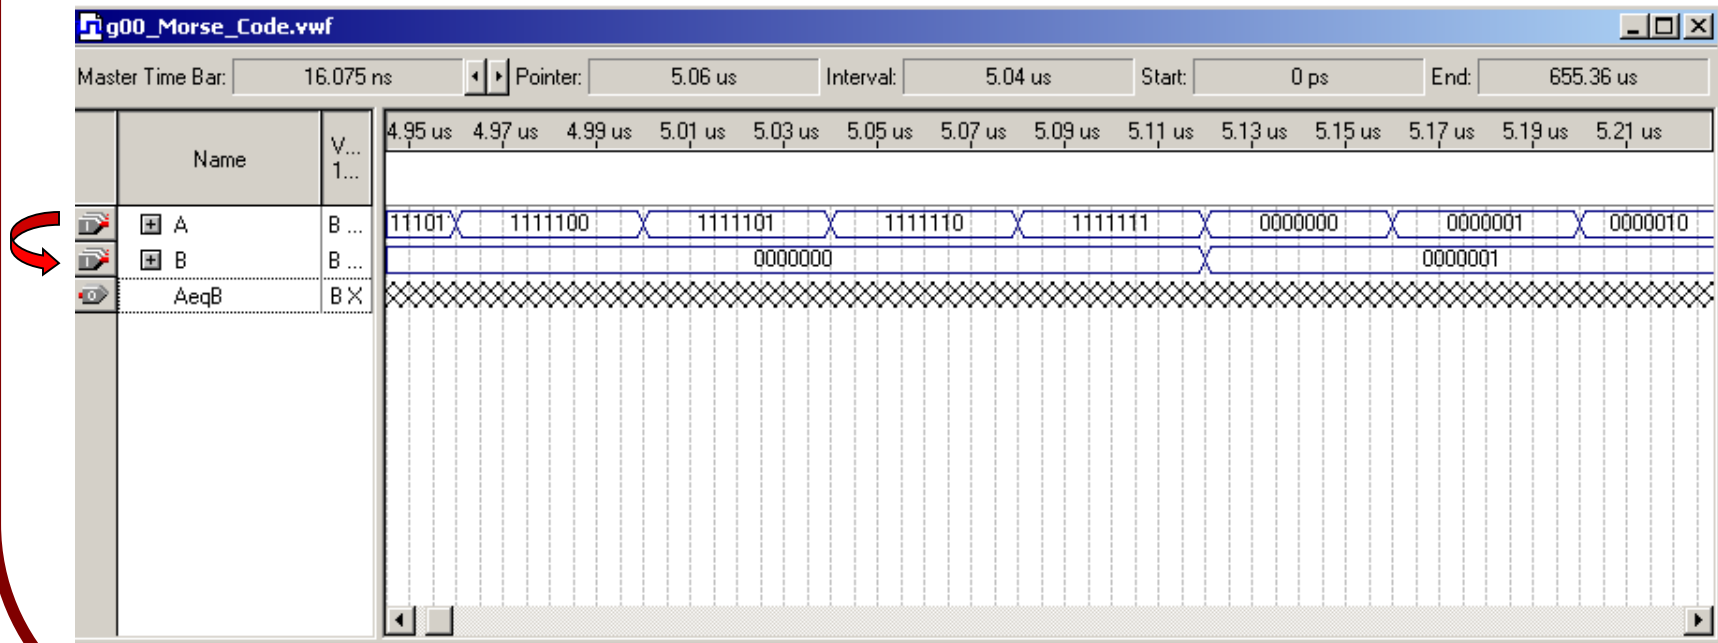 g00_Morse_Code.vwf
Master Time Bar: 16.075 ns Pointer: 5.06 us Interval: 5.04 us Start: 0 ps End: 655.36 us
Name V... 1... 4.95 us 4.97 us 4.99 us 5.01 us 5.03 us 5.05 us 5.07 us 5.09 us 5.11 us 5.13 us 5.15 us 5.17 us 5.19 us 5.21 us
A B ... 11101 1111100 1111101 1111110 1111111 0000000 0000001 0000010
B B ... 0000000 0000001
AeqB B X